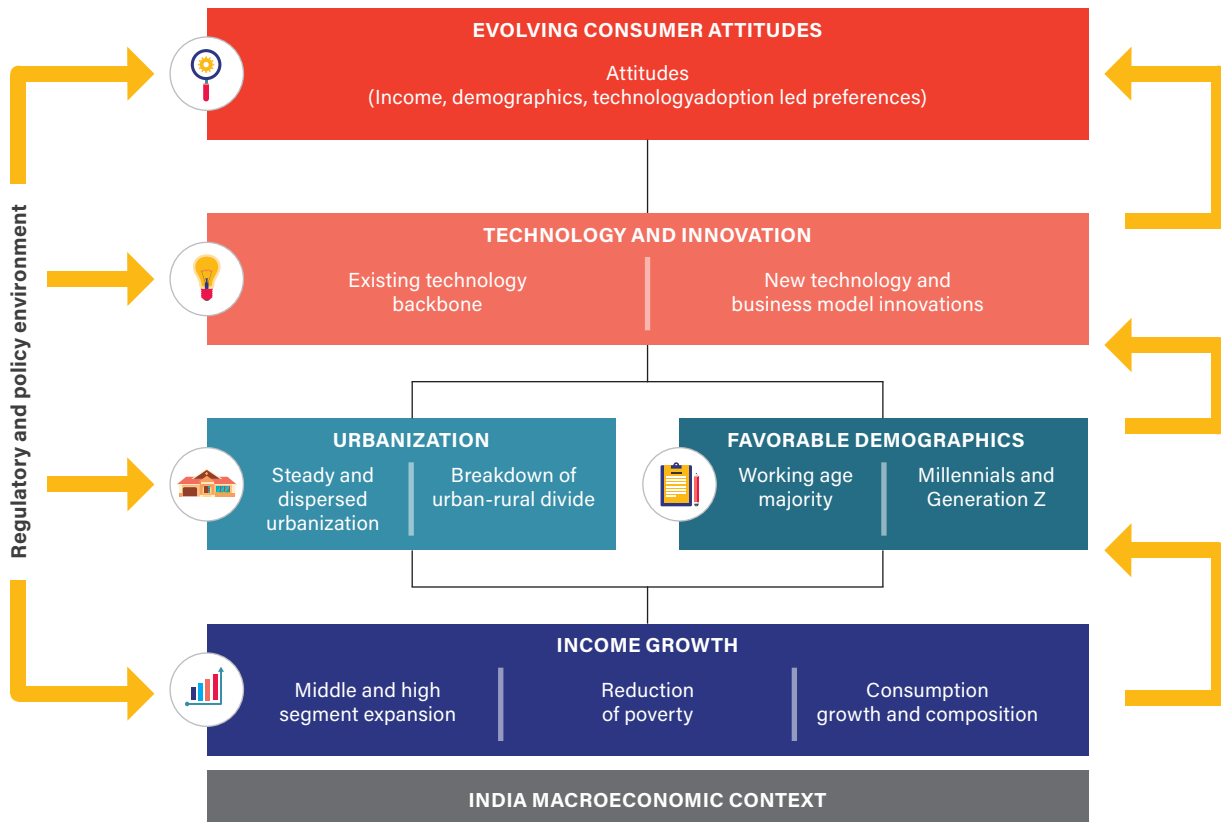 EVOLVING CONSUMER ATTITUDES
Attitudes
(Income, demographics, technologyadoption led preferences)
Regulatory and policy environment
TECHNOLOGY AND INNOVATION
Existing technology
backbone
New technology and
business model innovations
URBANIZATION
Steady and
dispersed
urbanization
Breakdown of
urban-rural divide
FAVORABLE DEMOGRAPHICS
Working age
majority
Millennials and
Generation Z
INCOME GROWTH
Middle and high
segment expansion
Reduction
of poverty
Consumption
growth and composition
INDIA MACROECONOMIC CONTEXT